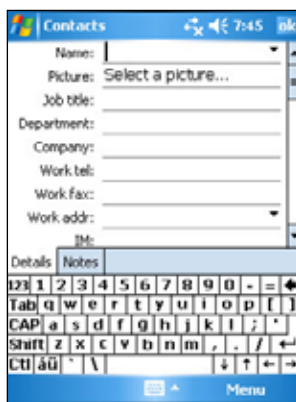 Contacts 7:45 ok
Name:
Picture: Select a picture...
Job title:
Department:
Company:
Work tel:
Work fax:
Work addr:
IM:
Details Notes
123 1 2 3 4 5 6 7 8 9 0 - = ←
Tab q w e r t y u i o p [ ]
CAP a s d f g h j k l ; '
Shift z x c v b n m , . / ↵
Ctl áü ` \ ↓ ↑ ← →
Menu